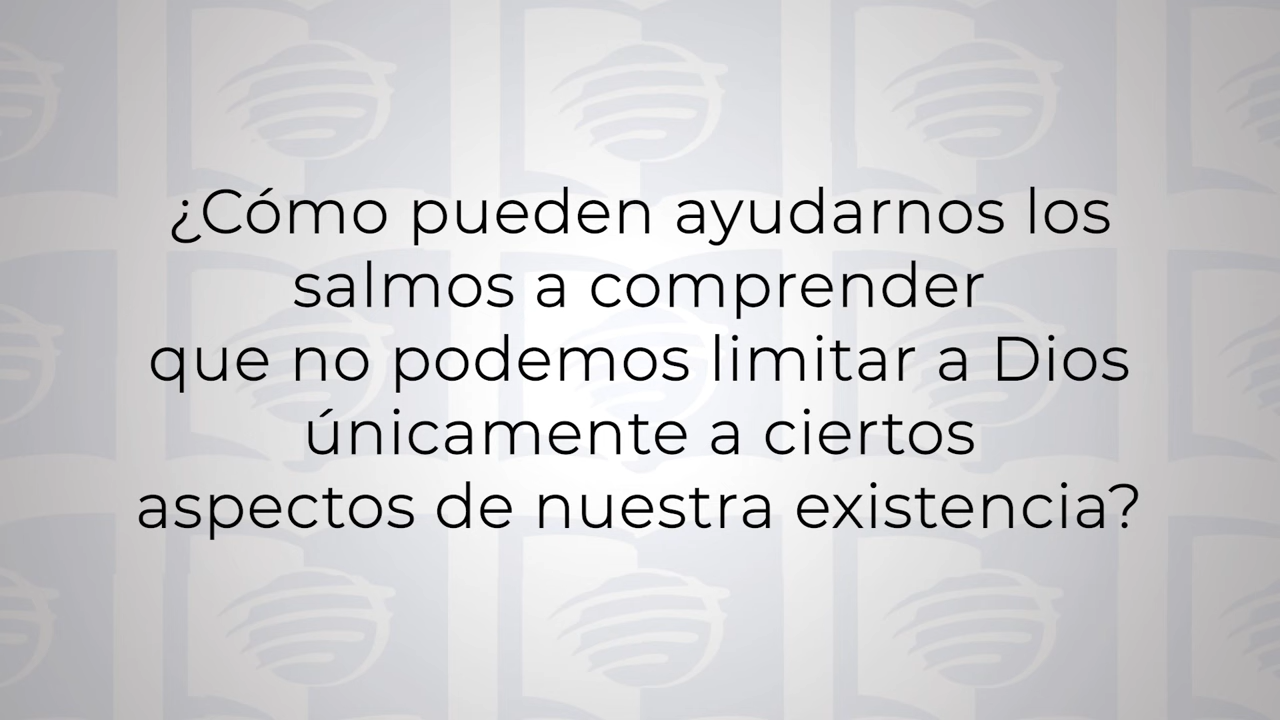 ¿Cómo pueden ayudarnos los
salmos a comprender
que no podemos limitar a Dios
únicamente a ciertos
aspectos de nuestra existencia?